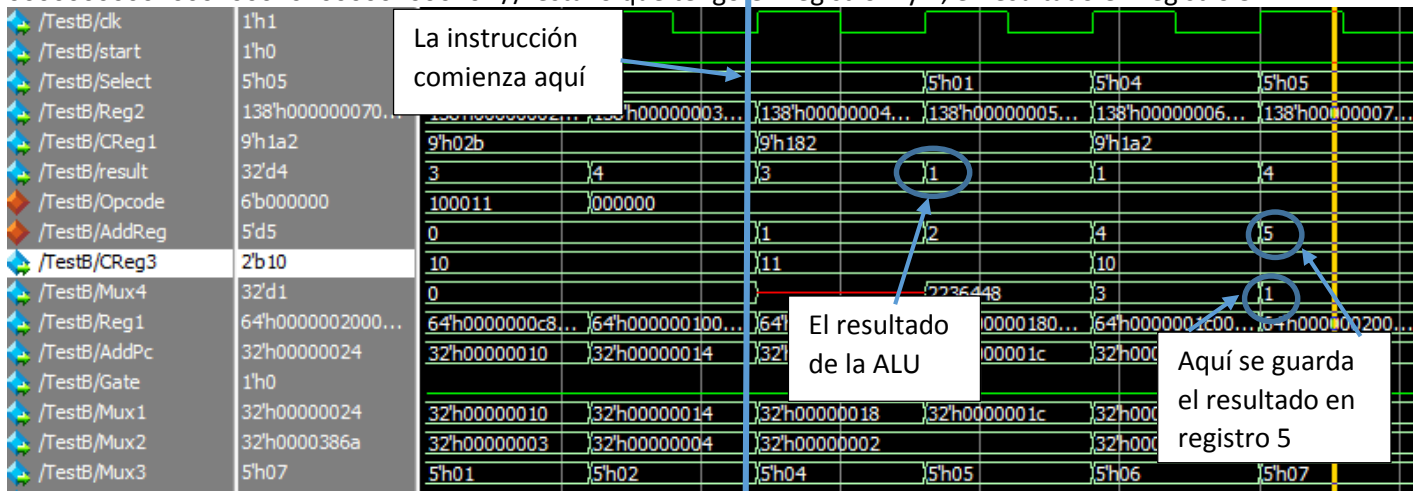 /TestB/clk 1'h1
La instrucción
comienza aquí
/TestB/start 1'h0
/TestB/Select 5'h05 5'h01 5'h04 5'h05
/TestB/Reg2 138'h000000070... 138'h00000003... 138'h00000004... 138'h00000005... 138'h00000006... 138'h00000007...
/TestB/CReg1 9'h1a2 9'h02b 9'h182 9'h1a2
/TestB/result 32'd4 3 4 3 1 1 4
/TestB/Opcode 6'b000000 100011 000000
/TestB/AddReg 5'd5 0 1 2 4 5
/TestB/CReg3 2'b10 10 11 10
/TestB/Mux4 32'd1 0 2236448 3 1
/TestB/Reg1 64'h0000002000... 64'h0000000c8... 64'h000000100... 0000180... 64'h0000001c00... 64'h000000200...
El resultado
de la ALU
/TestB/AddPc 32'h00000024 32'h00000010 32'h00000014
Aquí se guarda
el resultado en
registro 5
/TestB/Gate 1'h0
/TestB/Mux1 32'h00000024 32'h00000010 32'h00000014 32'h00000018 32'h0000001c
/TestB/Mux2 32'h0000386a 32'h00000003 32'h00000004 32'h00000002
/TestB/Mux3 5'h07 5'h01 5'h02 5'h04 5'h05 5'h06 5'h07